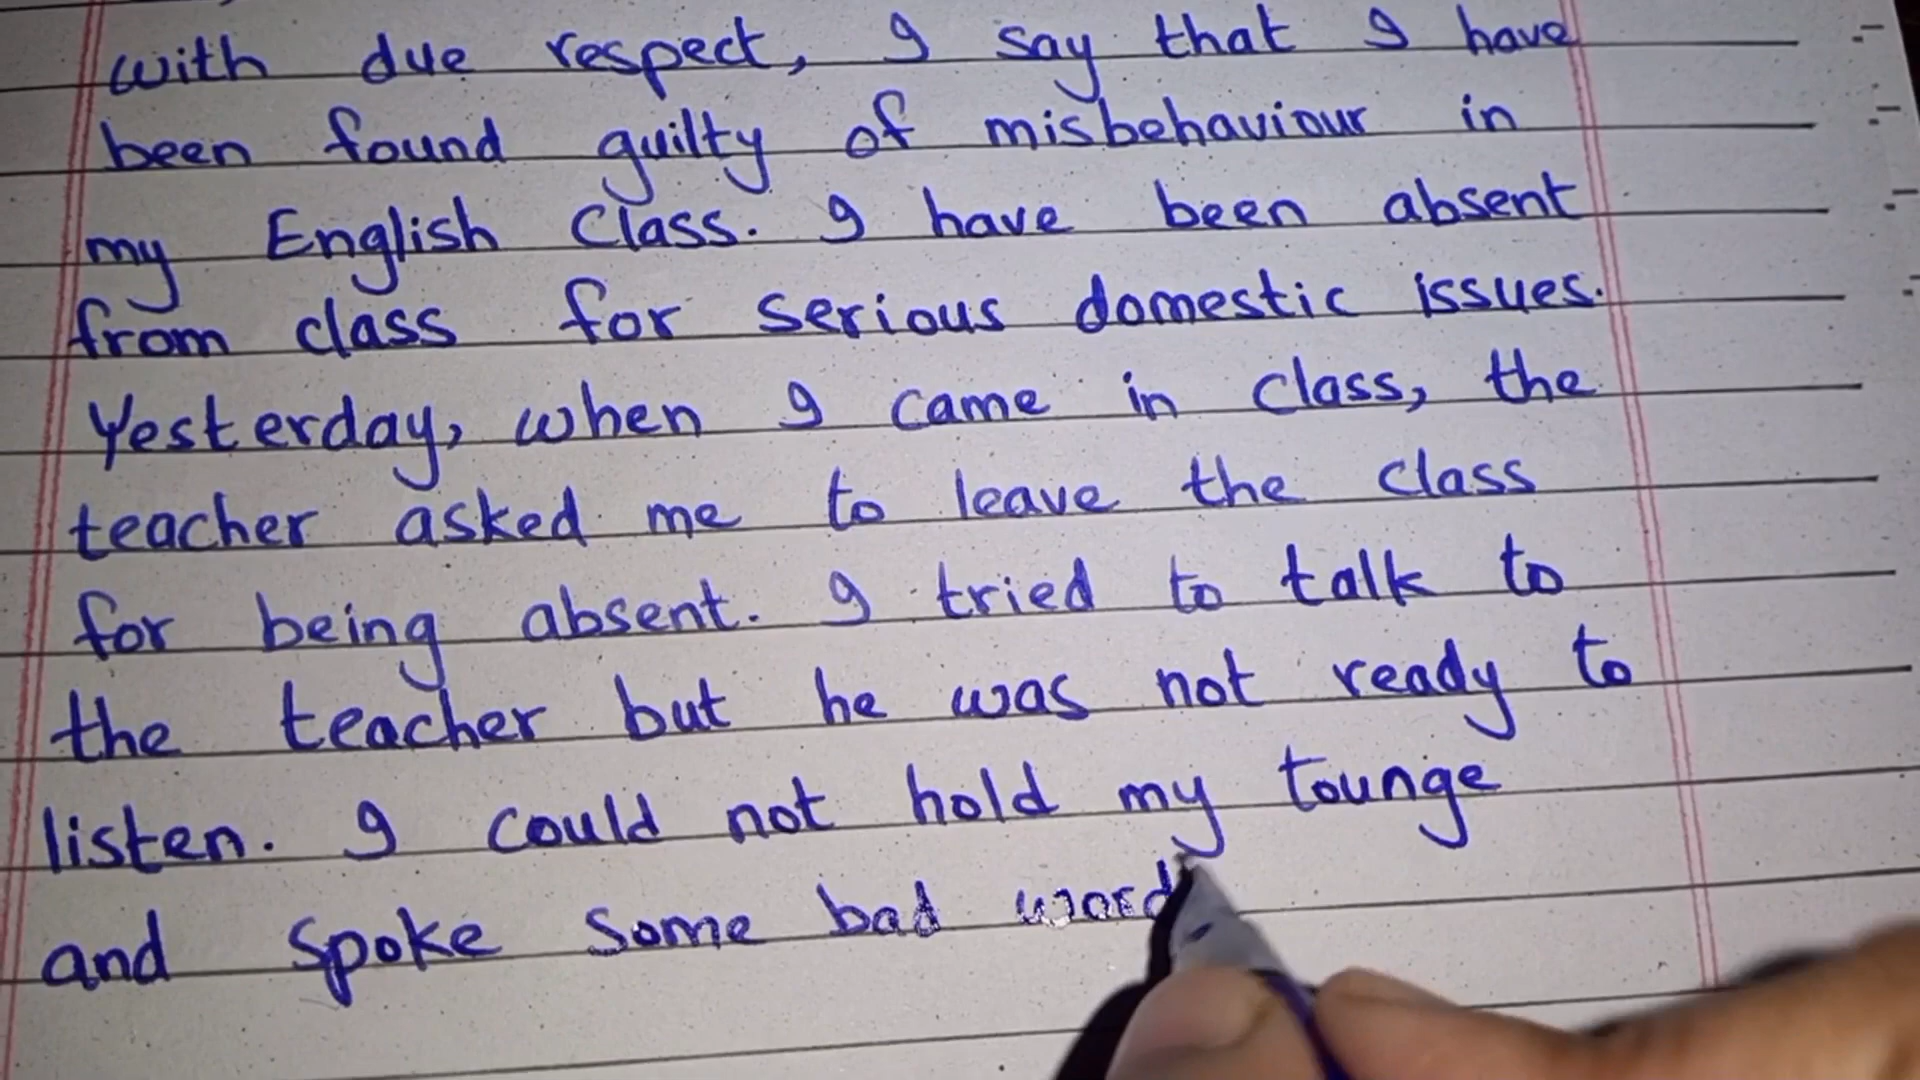 with due respect, I say that I have
been found guilty of misbehaviour in
my English Class. I have been absent
from class for serious domestic issues.
Yesterday, when I came in class, the
teacher asked me to leave the class
for being absent. I tried to talk to
the teacher but he was not ready to
listen. I could not hold my tounge
and spoke some bad word